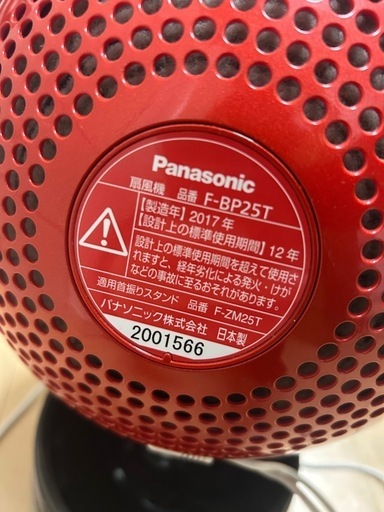 Panasonic
扇風機 品番 F-BP25T
【製造年】2017年
【設計上の標準使用期間】12年
設計上の標準使用期間を超えて使用さ
れますと、経年劣化による発火・けが
などの事故に至るおそれがあります。
適用首振りスタンド 品番 F-ZM25T
パナソニック株式会社 日本製
2001566